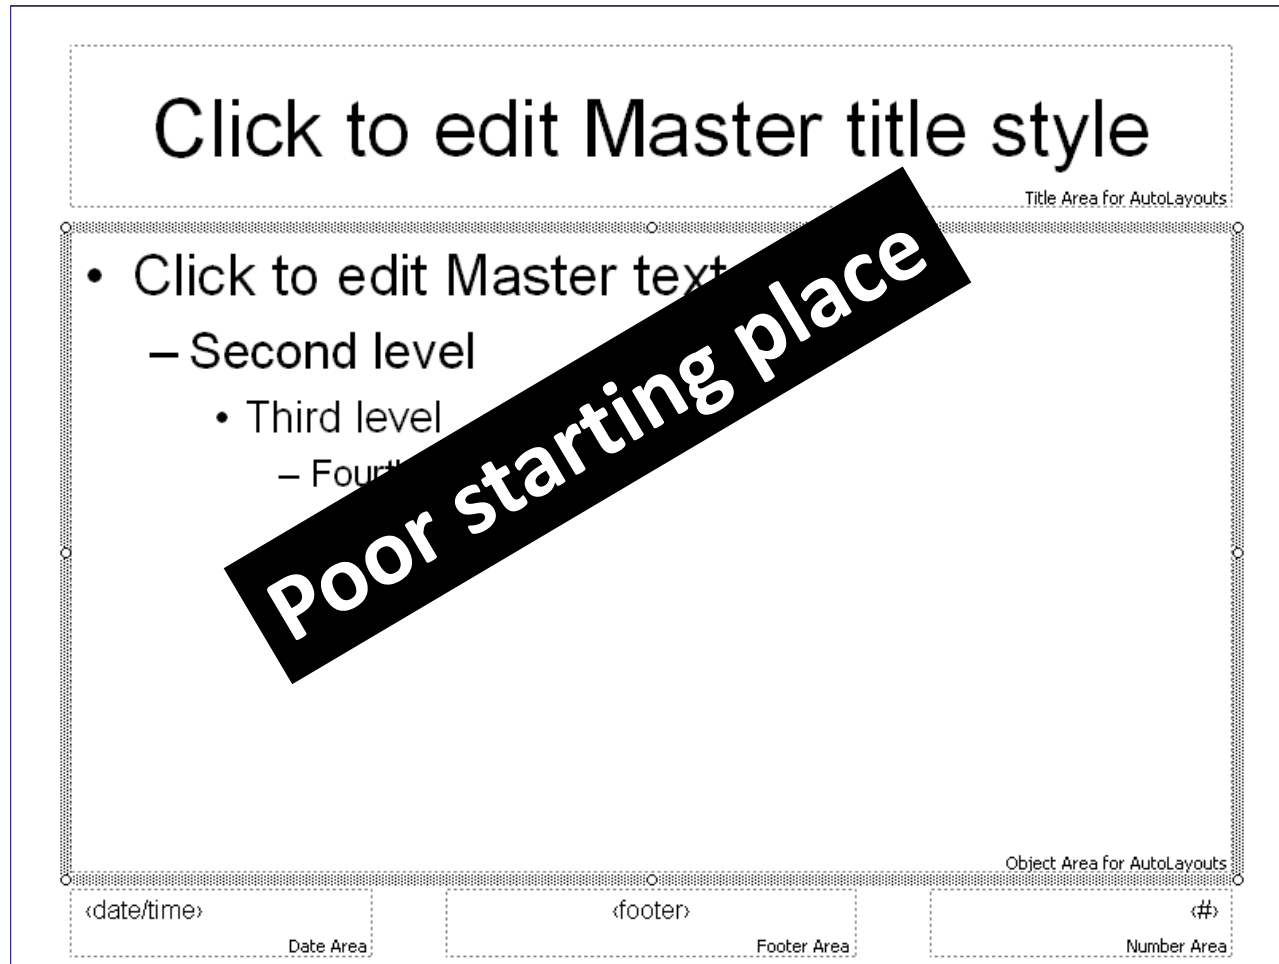 Click to edit Master title style
Title Area for AutoLayouts
• Click to edit Master text
– Second level
• Third level
–
Poor starting place
Object Area for AutoLayouts
‹date/time›
Date Area
‹footer›
Footer Area
‹#›
Number Area